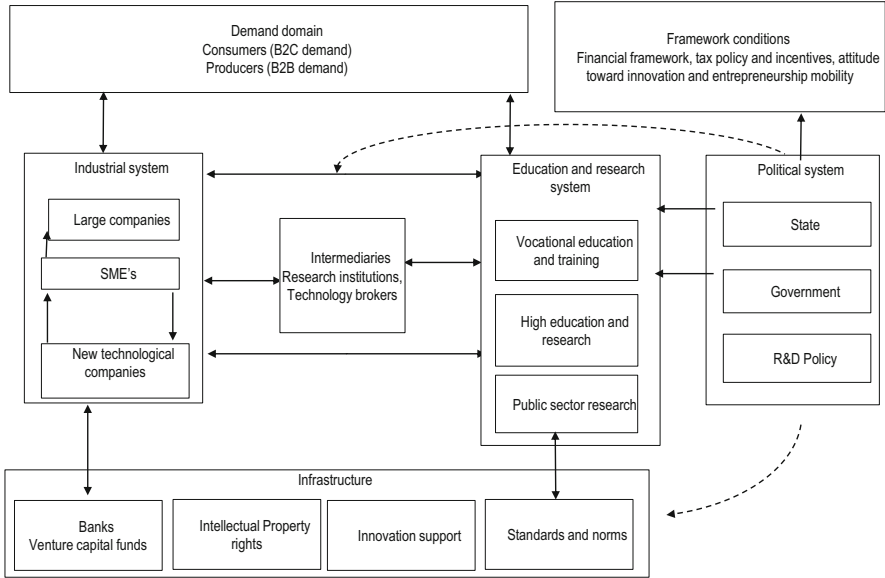 Demand domain
Consumers (B2C demand)
Producers (B2B demand)
Framework conditions
Financial framework, tax policy and incentives, attitude
toward innovation and entrepreneurship mobility
Industrial system
Large companies
SME's
New technological
companies
Intermediaries
Research institutions,
Technology brokers
Education and research
system
Vocational education
and training
High education and
research
Public sector research
Political system
State
Government
R&D Policy
Infrastructure
Banks
Venture capital funds
Intellectual Property
rights
Innovation support
Standards and norms